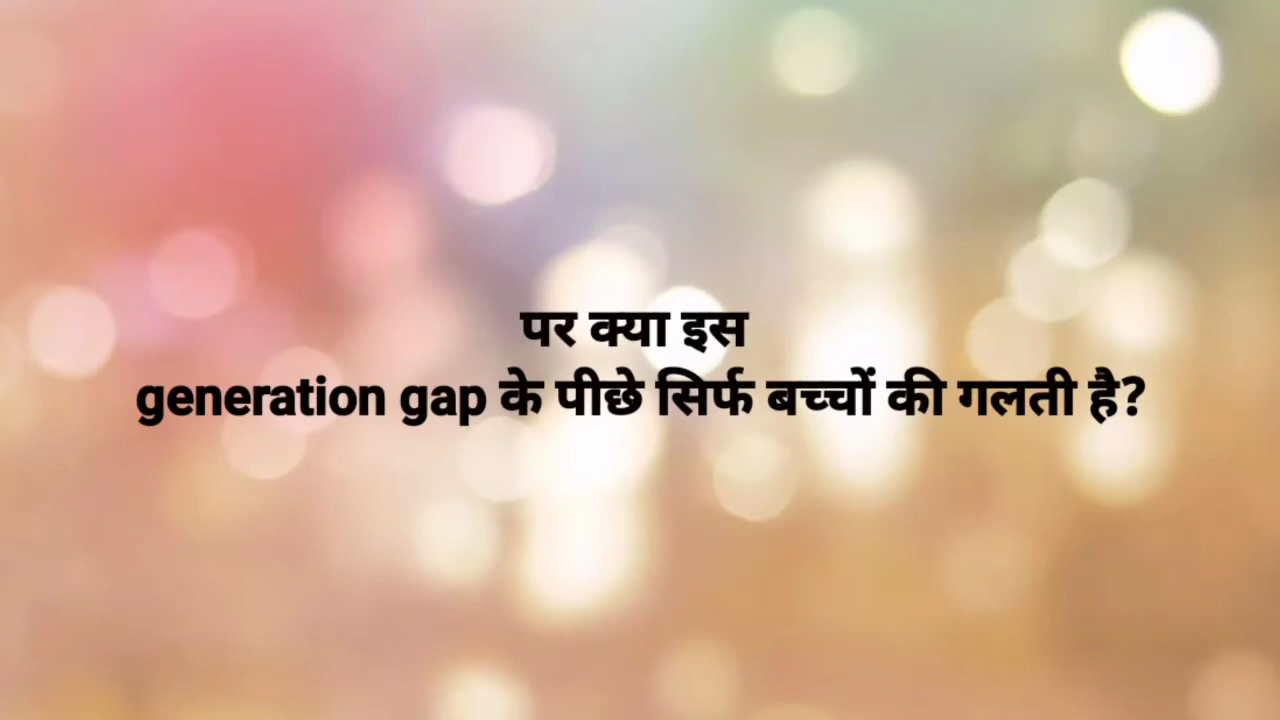 पर क्या इस
generation gap के पीछे सिर्फ बच्चों की गलती है?